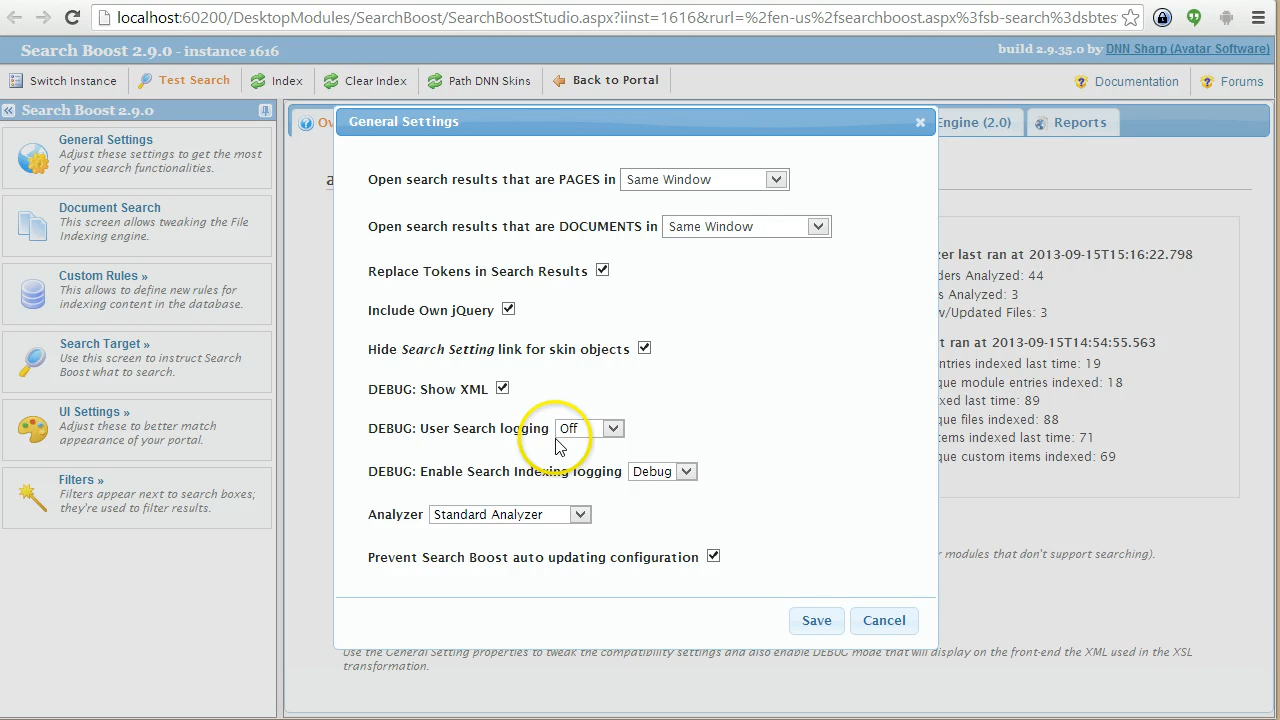 localhost:60200/DesktopModules/SearchBoost/SearchBoostStudio.aspx?iinst=1616&rurl=%2fen-us%2fsearchboost.aspx%3fsb-search%3dsbtes
Search Boost 2.9.0 - instance 1616
build 2.9.35.0 by DNN Sharp (Avatar Software)
Switch Instance
Test Search
Index
Clear Index
Path DNN Skins
Back to Portal
Documentation
Forums
Search Boost 2.9.0
General Settings
Adjust these settings to get the most
of you search functionalities.
Document Search
This screen allows tweaking the File
Indexing engine.
Custom Rules »
This allows to define new rules for
indexing content in the database.
Search Target »
Use this screen to instruct Search
Boost what to search.
UI Settings »
Adjust these to better match
appearance of your portal.
Filters »
Filters appear next to search boxes;
they're used to filter results.
Ov
Engine (2.0)
Reports
a
General Settings
Open search results that are PAGES in Same Window
Open search results that are DOCUMENTS in Same Window
Replace Tokens in Search Results
Include Own jQuery
Hide Search Setting link for skin objects
DEBUG: Show XML
DEBUG: User Search logging Off
DEBUG: Enable Search Indexing logging Debug
Analyzer Standard Analyzer
Prevent Search Boost auto updating configuration
Save
Cancel
er last ran at 2013-09-15T15:16:22.798
ders Analyzed: 44
s Analyzed: 3
w/Updated Files: 3
t ran at 2013-09-15T14:54:55.563
entries indexed last time: 19
que module entries indexed: 18
exed last time: 89
que files indexed: 88
items indexed last time: 71
que custom items indexed: 69
r modules that don't support searching).
Use the General Setting properties to tweak the compatibility settings and also enable DEBUG mode that will display on the front-end the XML used in the XSL
transformation.